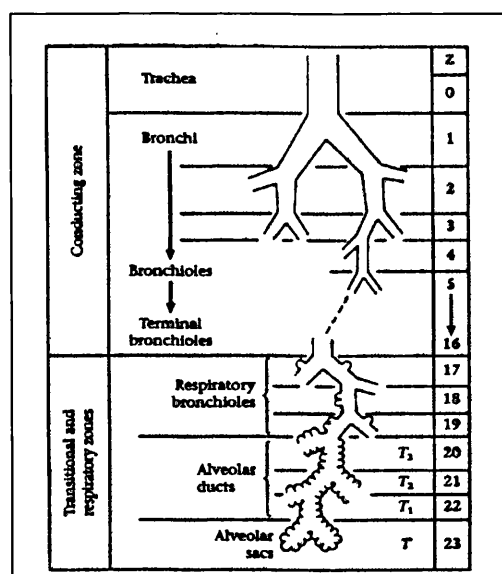 Conducting zone
Transitional and
respiratory zones
Trachea
Bronchi
Bronchioles
Terminal
bronchioles
Respiratory
bronchioles
Alveolar
ducts
Alveolar
sacs
T₃
T₂
T₁
T
Z
0
1
2
3
4
5
16
17
18
19
20
21
22
23